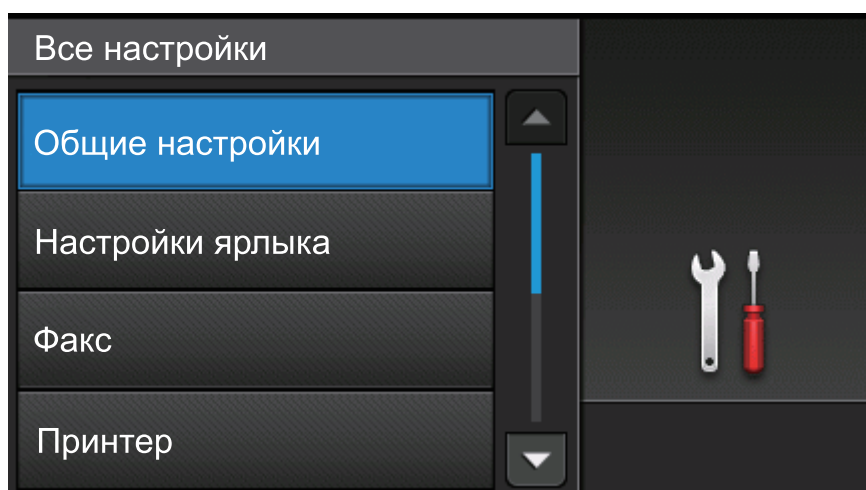 Все настройки
Общие настройки
Настройки ярлыка
Факс
Принтер